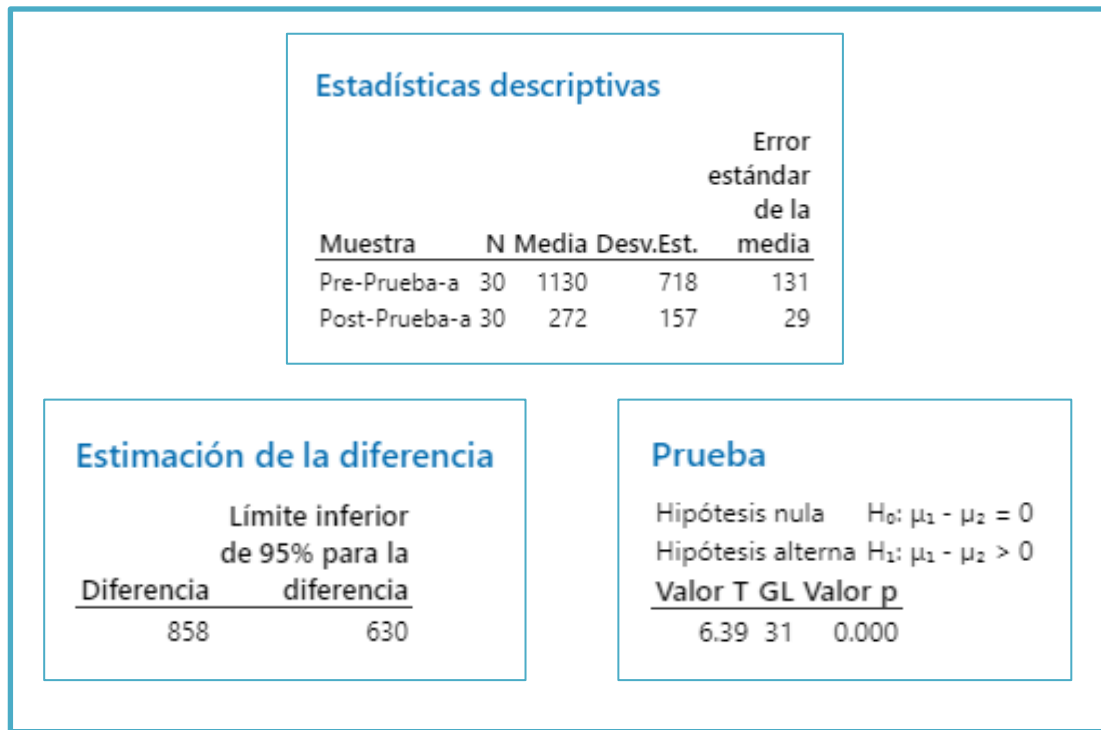 Estadísticas descriptivas
Error
estándar
de la
Muestra N Media Desv.Est. media
Pre-Prueba-a 30 1130 718 131
Post-Prueba-a 30 272 157 29
Estimación de la diferencia
Límite inferior
de 95% para la
Diferencia diferencia
858 630
Prueba
Hipótesis nula H₀: μ₁ - μ₂ = 0
Hipótesis alterna H₁: μ₁ - μ₂ > 0
Valor T GL Valor p
6.39 31 0.000